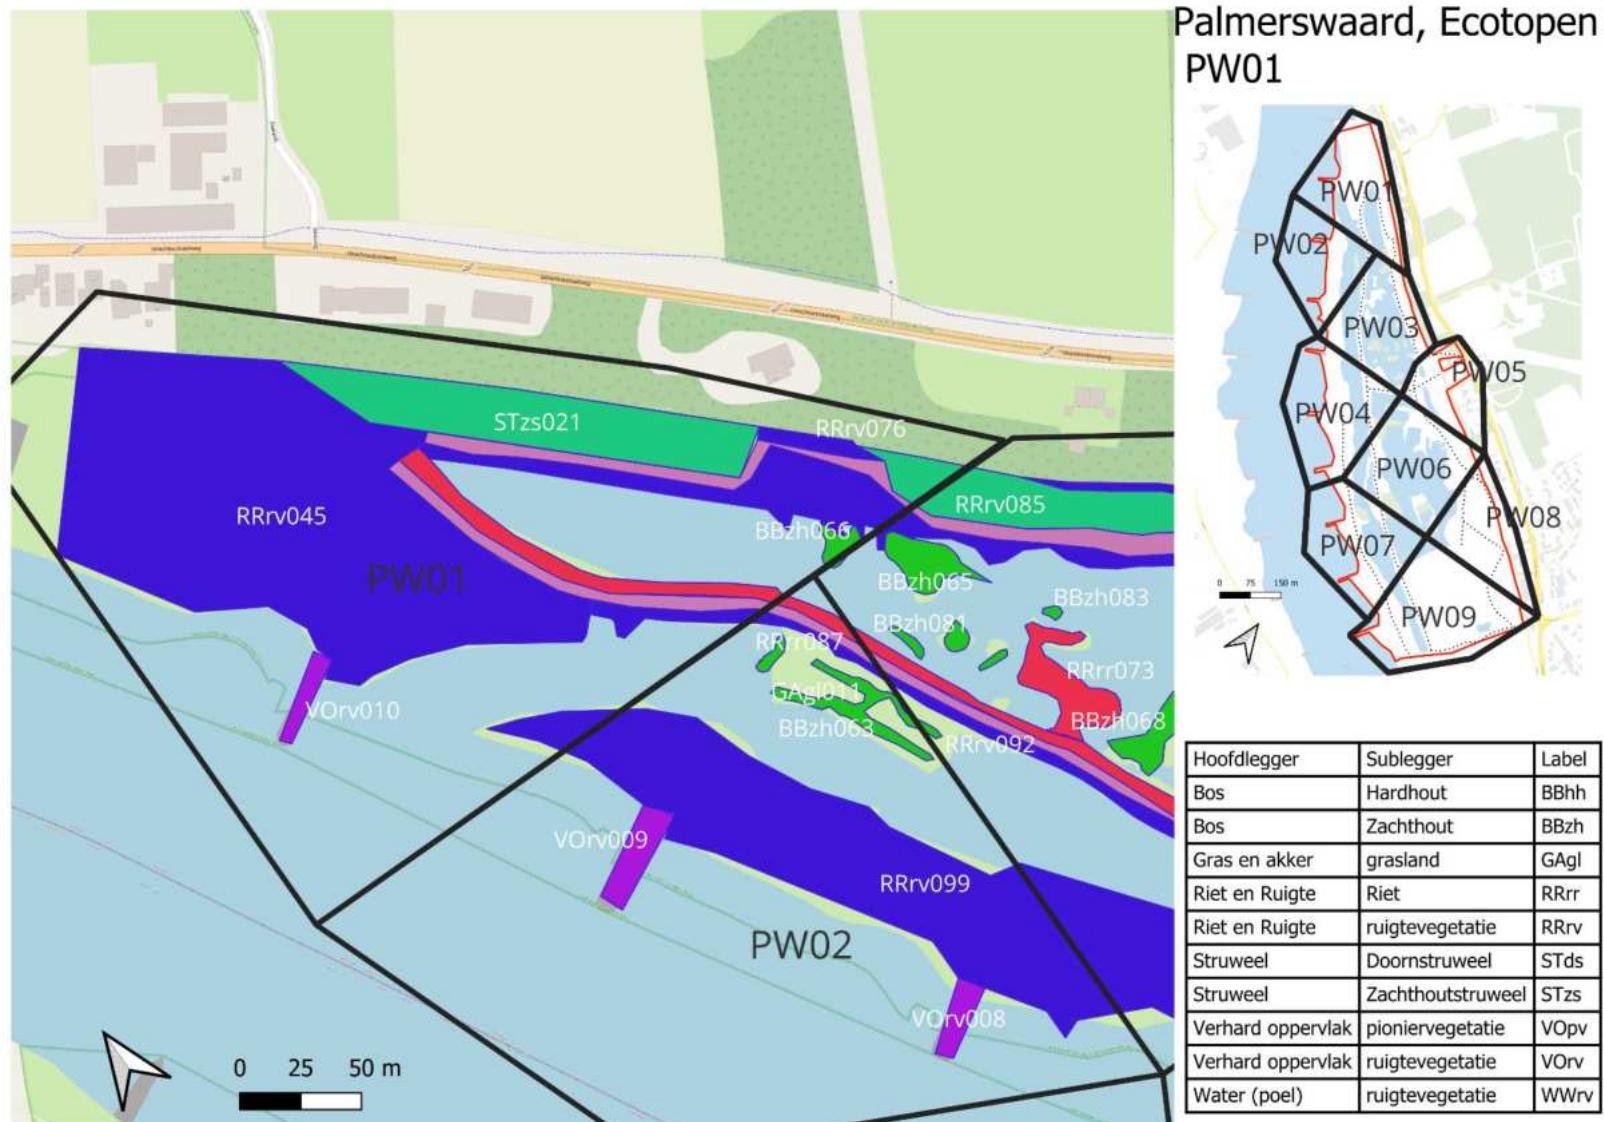 Palmerswaard, Ecotopen
PW01
STzs021
RRrv076
RRrv045
RRrv085
BBzh066
PW01
BBzh065
BBzh083
BBzh081
RRrr087
RRrr073
GAgl011
VOrv010
BBzh063
BBzh068
RRrv092
VOrv009
RRrv099
PW02
VOrv008
0 25 50 m
PW01
PW02
PW03
PW05
PW04
PW06
PW08
PW07
PW09
0 75 150 m
Hoofdlegger Sublegger Label
Bos Hardhout BBhh
Bos Zachthout BBzh
Gras en akker grasland GAgl
Riet en Ruigte Riet RRrr
Riet en Ruigte ruigtevegetatie RRrv
Struweel Doornstruweel STds
Struweel Zachthoutstruweel STzs
Verhard oppervlak pioniervegetatie VOpv
Verhard oppervlak ruigtevegetatie VOrv
Water (poel) ruigtevegetatie WWrv